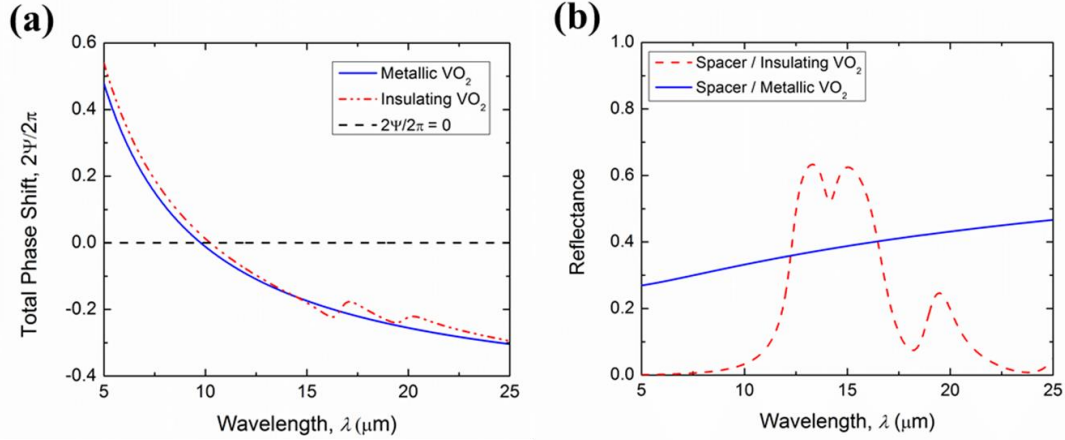 (a)
0.6
0.4
0.2
0.0
-0.2
-0.4
Total Phase Shift, 2Ψ/2π
Metallic VO₂
Insulating VO₂
2Ψ/2π = 0
5 10 15 20 25
Wavelength, λ (μm)
(b)
1.0
0.8
0.6
0.4
0.2
0.0
Reflectance
Spacer / Insulating VO₂
Spacer / Metallic VO₂
5 10 15 20 25
Wavelength, λ (μm)